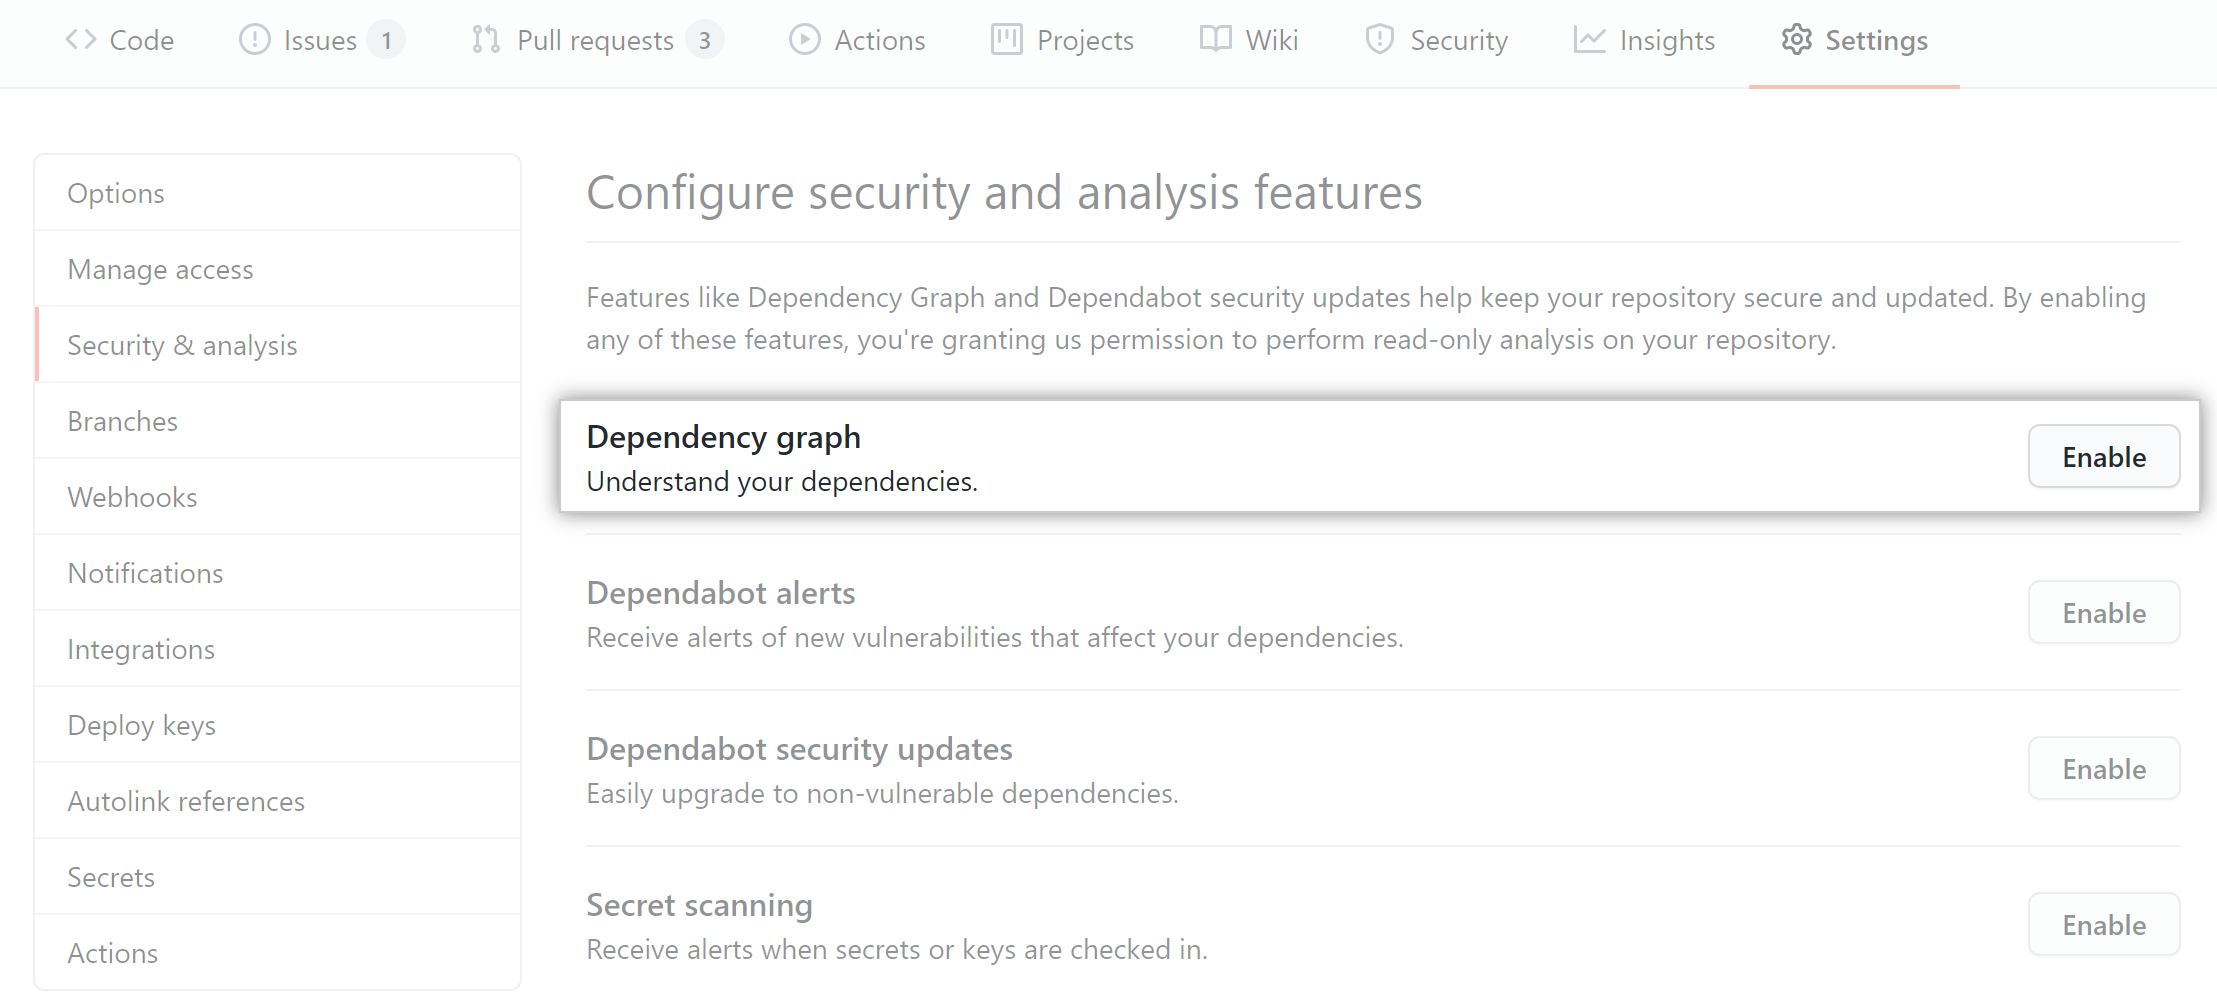 Code Issues 1 Pull requests 3 Actions Projects Wiki Security Insights Settings
Options
Manage access
Security & analysis
Branches
Webhooks
Notifications
Integrations
Deploy keys
Autolink references
Secrets
Actions
Configure security and analysis features
Features like Dependency Graph and Dependabot security updates help keep your repository secure and updated. By enabling
any of these features, you're granting us permission to perform read-only analysis on your repository.
Dependency graph
Understand your dependencies.
Enable
Dependabot alerts
Receive alerts of new vulnerabilities that affect your dependencies.
Enable
Dependabot security updates
Easily upgrade to non-vulnerable dependencies.
Enable
Secret scanning
Receive alerts when secrets or keys are checked in.
Enable